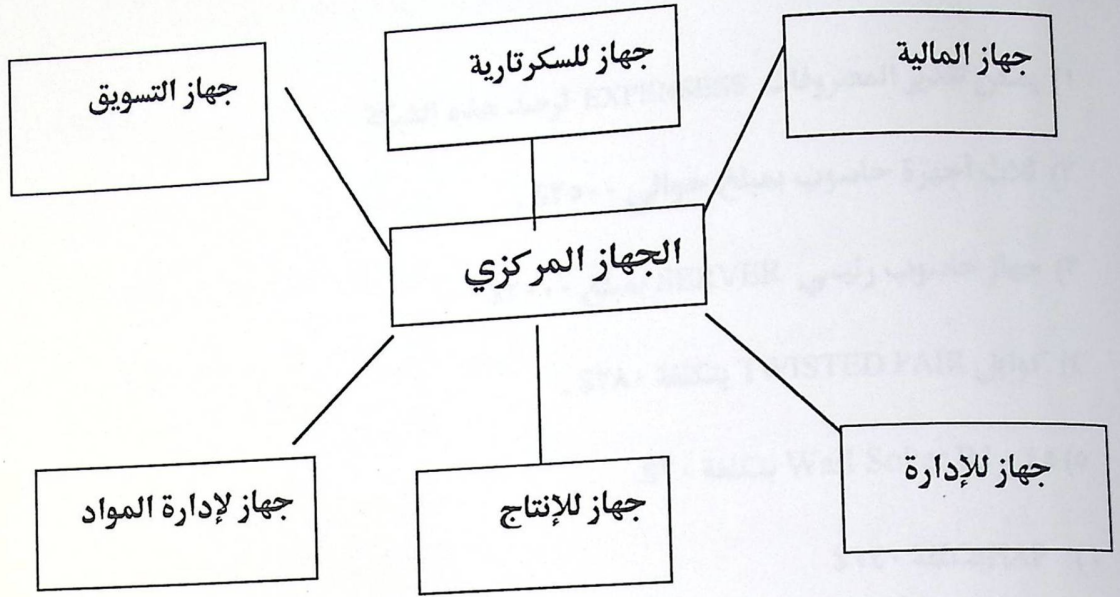 جهاز المالية
جهاز للسكرتارية
جهاز التسويق
الجهاز المركزي
جهاز للإدارة
جهاز للإنتاج
جهاز لإدارة المواد